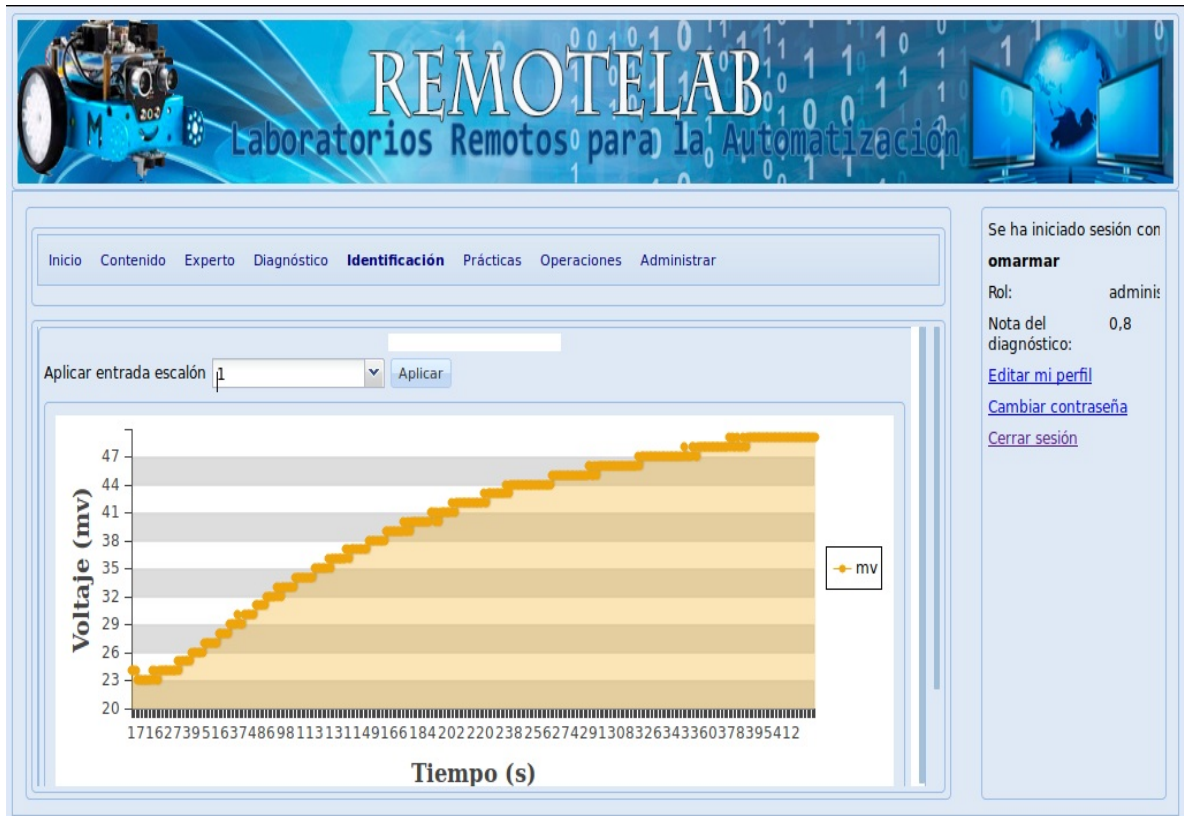 REMOTELAB
Laboratorios Remotos para la Automatización
Inicio Contenido Experto Diagnóstico Identificación Prácticas Operaciones Administrar
Se ha iniciado sesión con
omarmar
Rol: adminis
Nota del diagnóstico: 0,8
Editar mi perfil
Cambiar contraseña
Cerrar sesión
Aplicar entrada escalón 1 Aplicar
Voltaje (mv)
47
44
41
38
35
32
29
26
23
20
mv
171627395163748698113131149166184202220238256274291308326343360378395412
Tiempo (s)